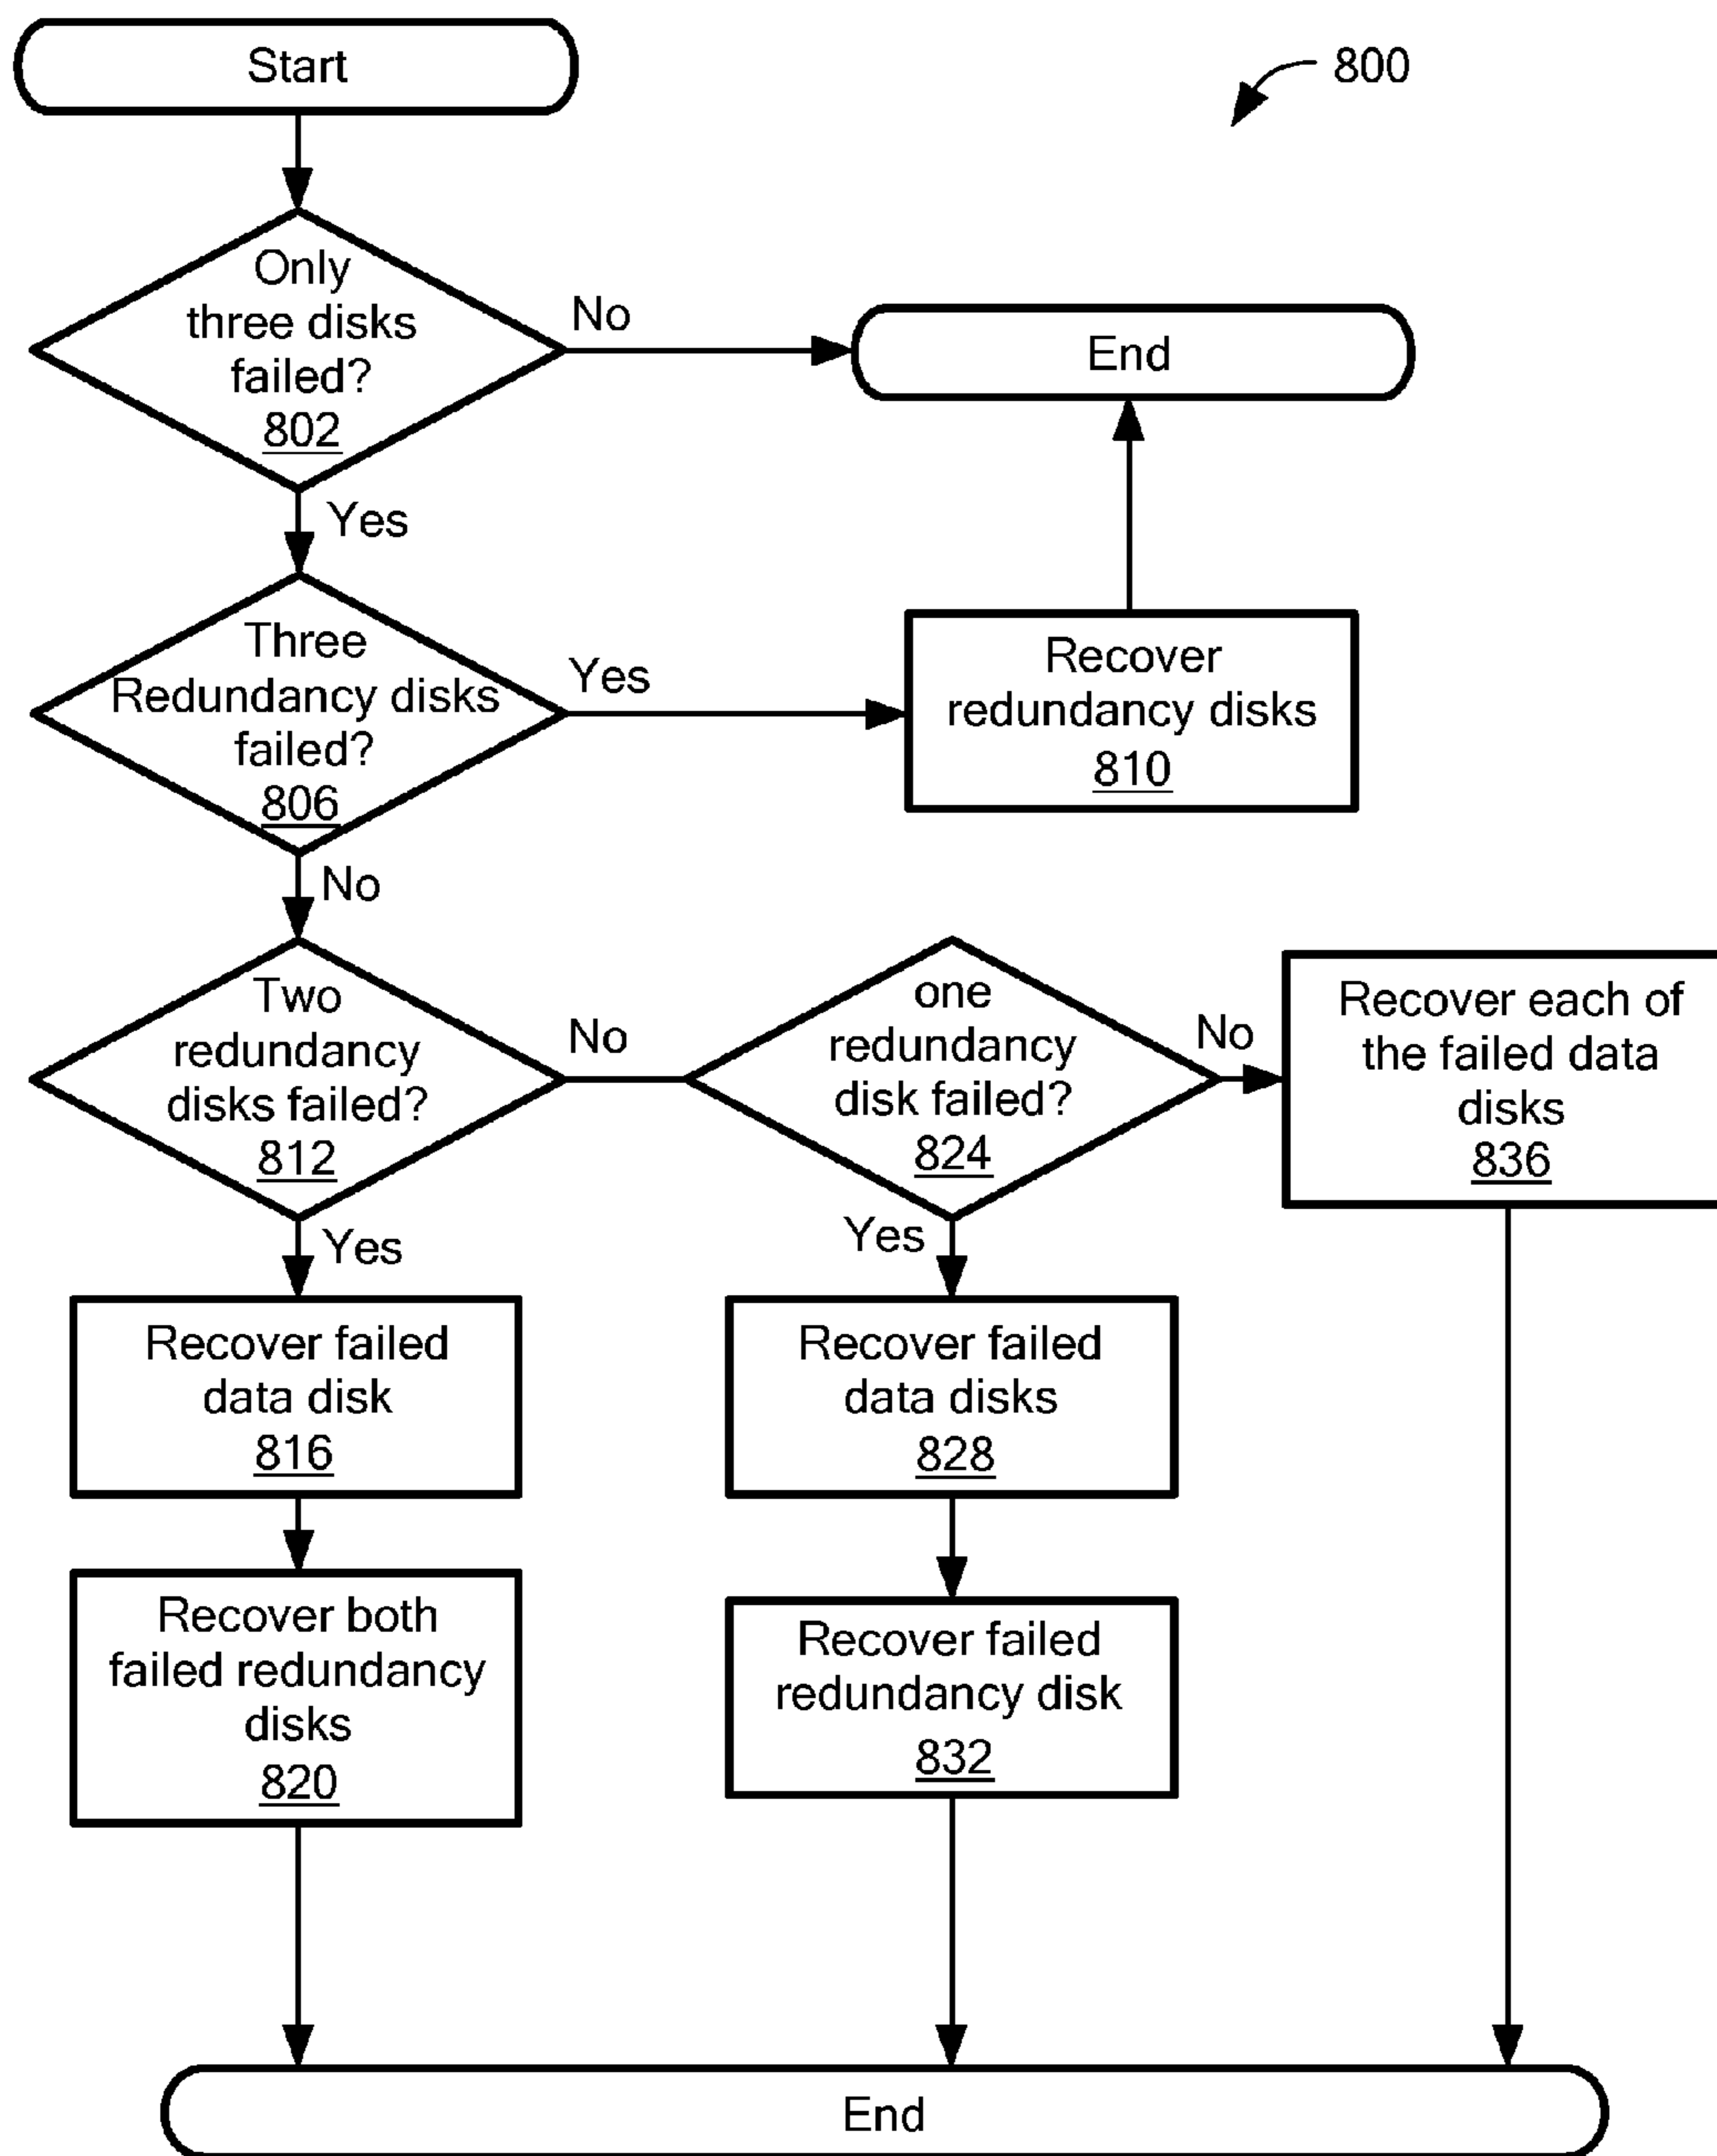 Start
800
Only
three disks
failed?
802
No
End
Yes
Three
Redundancy disks
failed?
806
Yes
Recover
redundancy disks
810
No
Two
redundancy
disks failed?
812
No
one
redundancy
disk failed?
824
No
Recover each of
the failed data
disks
836
Yes
Yes
Recover failed
data disk
816
Recover failed
data disks
828
Recover both
failed redundancy
disks
820
Recover failed
redundancy disk
832
End